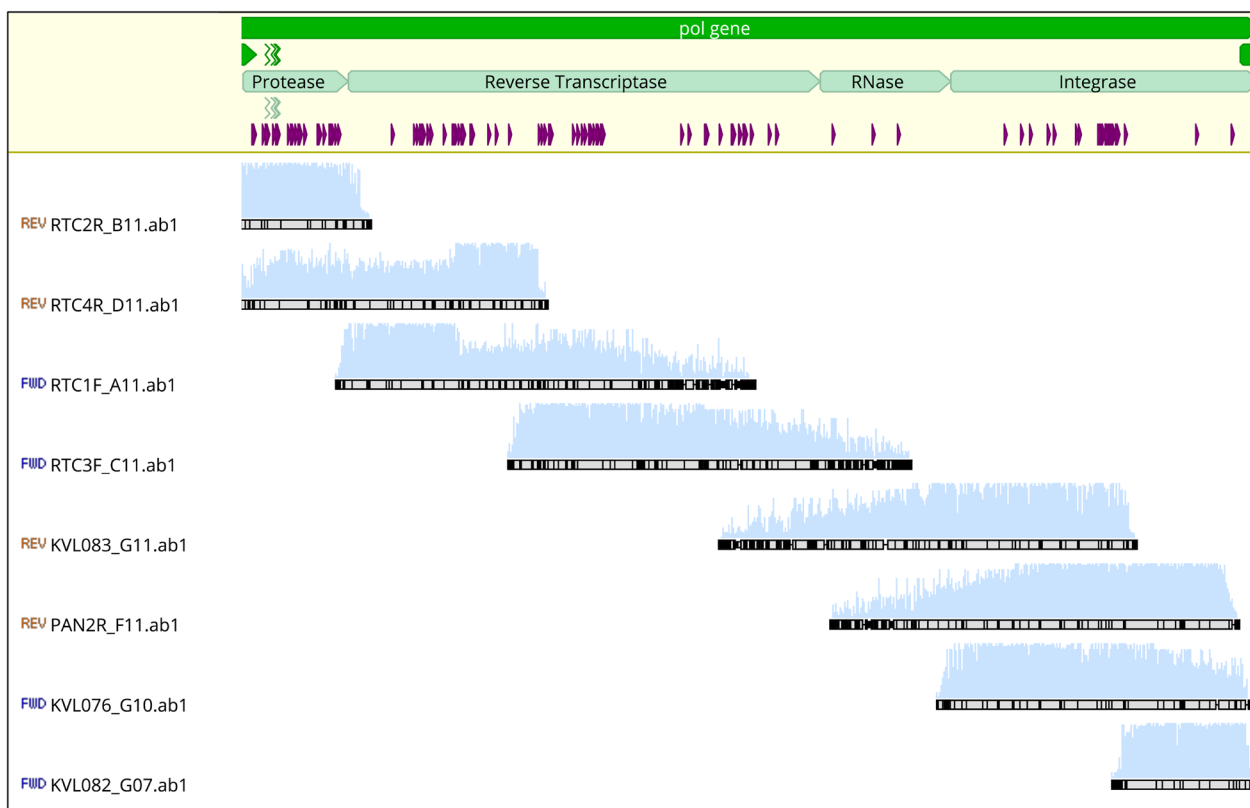 pol gene
Protease Reverse Transcriptase RNase Integrase
REV RTC2R_B11.ab1
REV RTC4R_D11.ab1
FWD RTC1F_A11.ab1
FWD RTC3F_C11.ab1
REV KVL083_G11.ab1
REV PAN2R_F11.ab1
FWD KVL076_G10.ab1
FWD KVL082_G07.ab1